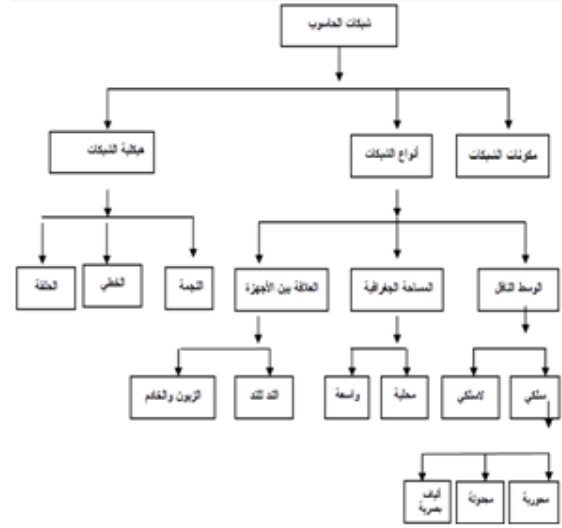 شبكات الحاسوب
مكونات الشبكات
أنواع الشبكات
هيكلية الشبكات
الوسط الناقل
المساحة الجغرافية
العلاقة بين الأجهزة
النجمة
الخطي
الحلقة
سلكي
لاسلكي
محلية
واسعة
الند للند
الزبون والخادم
محورية
مجدولة
ألياف
بصرية